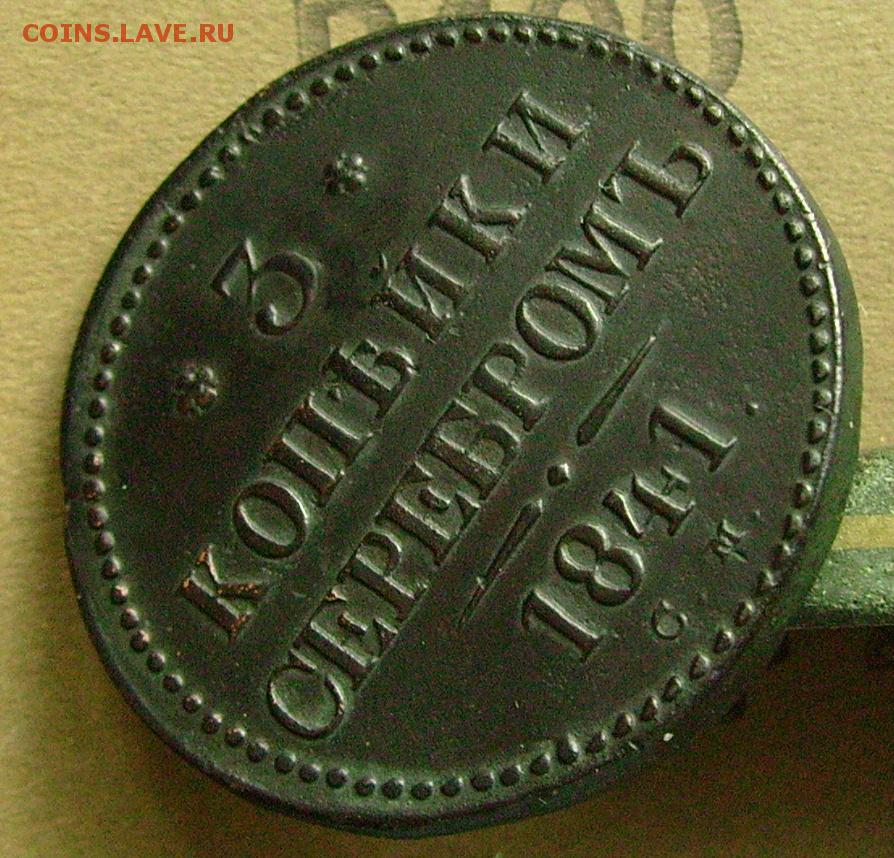 COINS.LAVE.RU
* 3 *
КОПѢЙКИ
СЕРЕБРОМЪ
1841.
С. М.